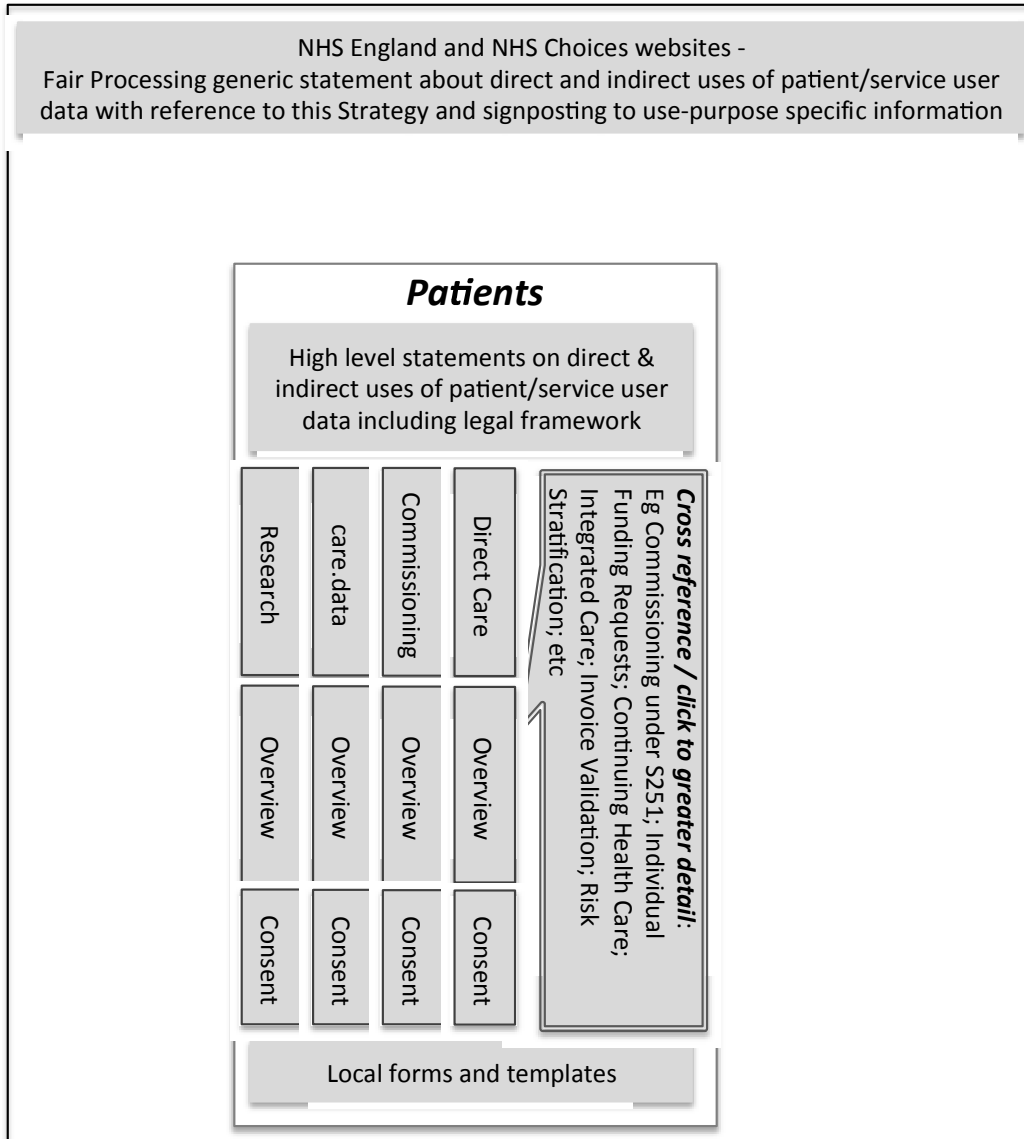 NHS England and NHS Choices websites -
Fair Processing generic statement about direct and indirect uses of patient/service user
data with reference to this Strategy and signposting to use-purpose specific information
Patients
High level statements on direct &
indirect uses of patient/service user
data including legal framework
Cross reference / click to greater detail:
Eg Commissioning under S251; Individual
Funding Requests; Continuing Health Care;
Integrated Care; Invoice Validation; Risk
Stratification; etc
Direct Care
Overview
Consent
Commissioning
Overview
Consent
care.data
Overview
Consent
Research
Overview
Consent
Local forms and templates